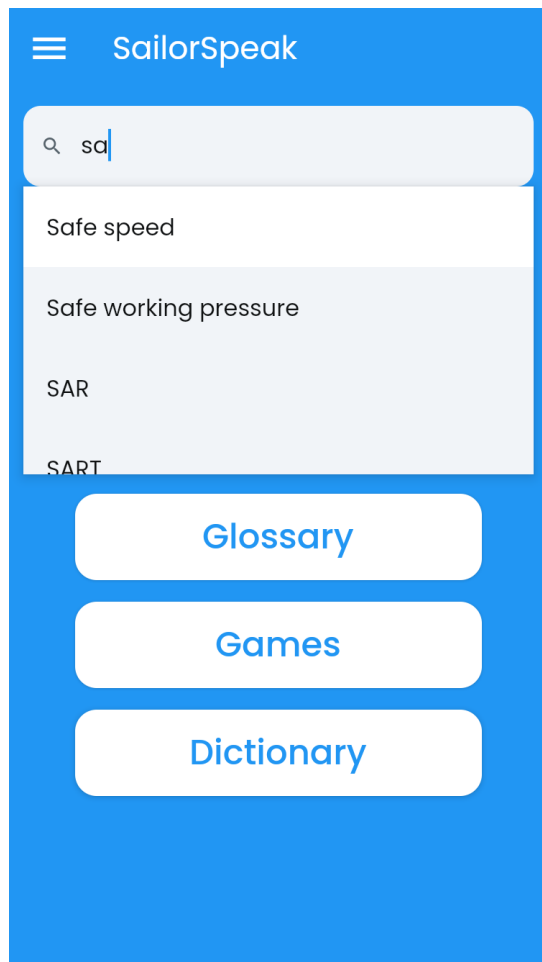 SailorSpeak
sa
Safe speed
Safe working pressure
SAR
SART
Glossary
Games
Dictionary